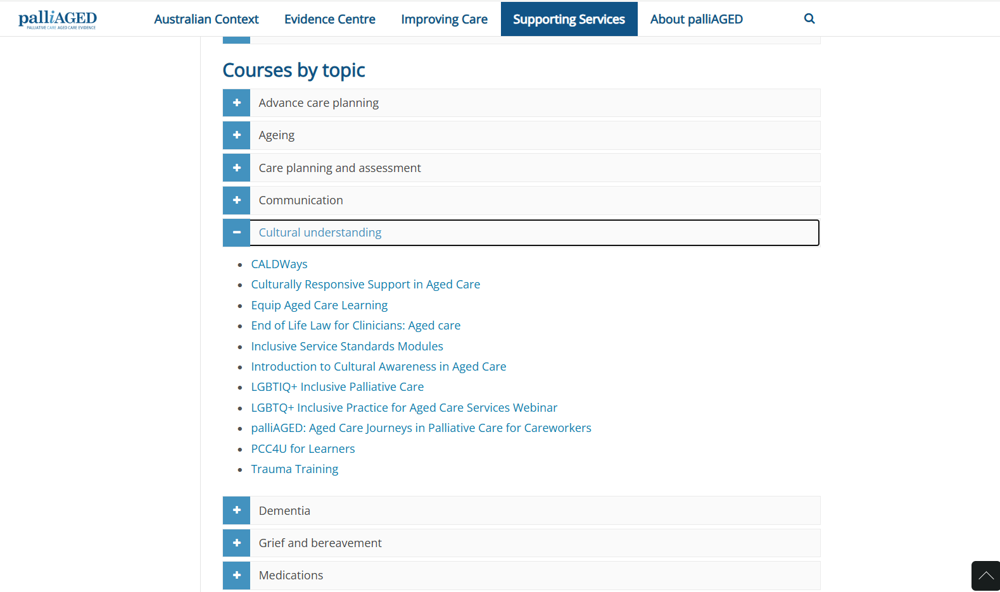 palliAGED
PALLIATIVE CARE AGED CARE EVIDENCE
Australian Context
Evidence Centre
Improving Care
Supporting Services
About palliAGED
Courses by topic
Advance care planning
Ageing
Care planning and assessment
Communication
Cultural understanding
CALDWays
Culturally Responsive Support in Aged Care
Equip Aged Care Learning
End of Life Law for Clinicians: Aged care
Inclusive Service Standards Modules
Introduction to Cultural Awareness in Aged Care
LGBTIQ+ Inclusive Palliative Care
LGBTQ+ Inclusive Practice for Aged Care Services Webinar
palliAGED: Aged Care Journeys in Palliative Care for Careworkers
PCC4U for Learners
Trauma Training
Dementia
Grief and bereavement
Medications